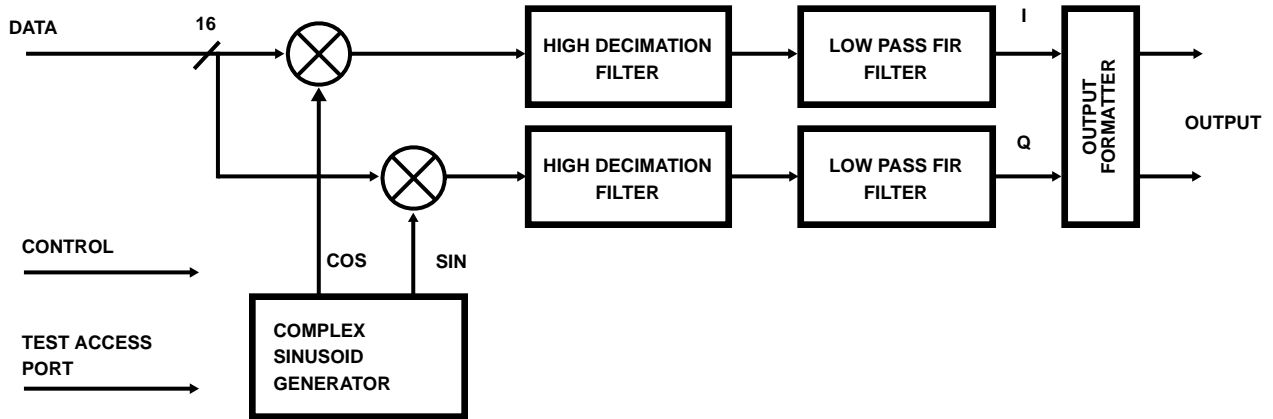 DATA
16
HIGH DECIMATION
FILTER
LOW PASS FIR
FILTER
I
OUTPUT
FORMATTER
OUTPUT
HIGH DECIMATION
FILTER
LOW PASS FIR
FILTER
Q
CONTROL
COS
SIN
TEST ACCESS
PORT
COMPLEX
SINUSOID
GENERATOR